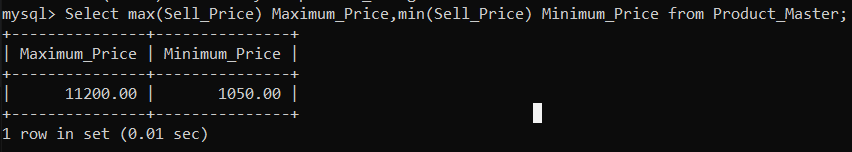 mysql> Select max(Sell_Price) Maximum_Price,min(Sell_Price) Minimum_Price from Product_Master;
+---------------+---------------+
| Maximum_Price | Minimum_Price |
+---------------+---------------+
|      11200.00 |       1050.00 |
+---------------+---------------+
1 row in set (0.01 sec)